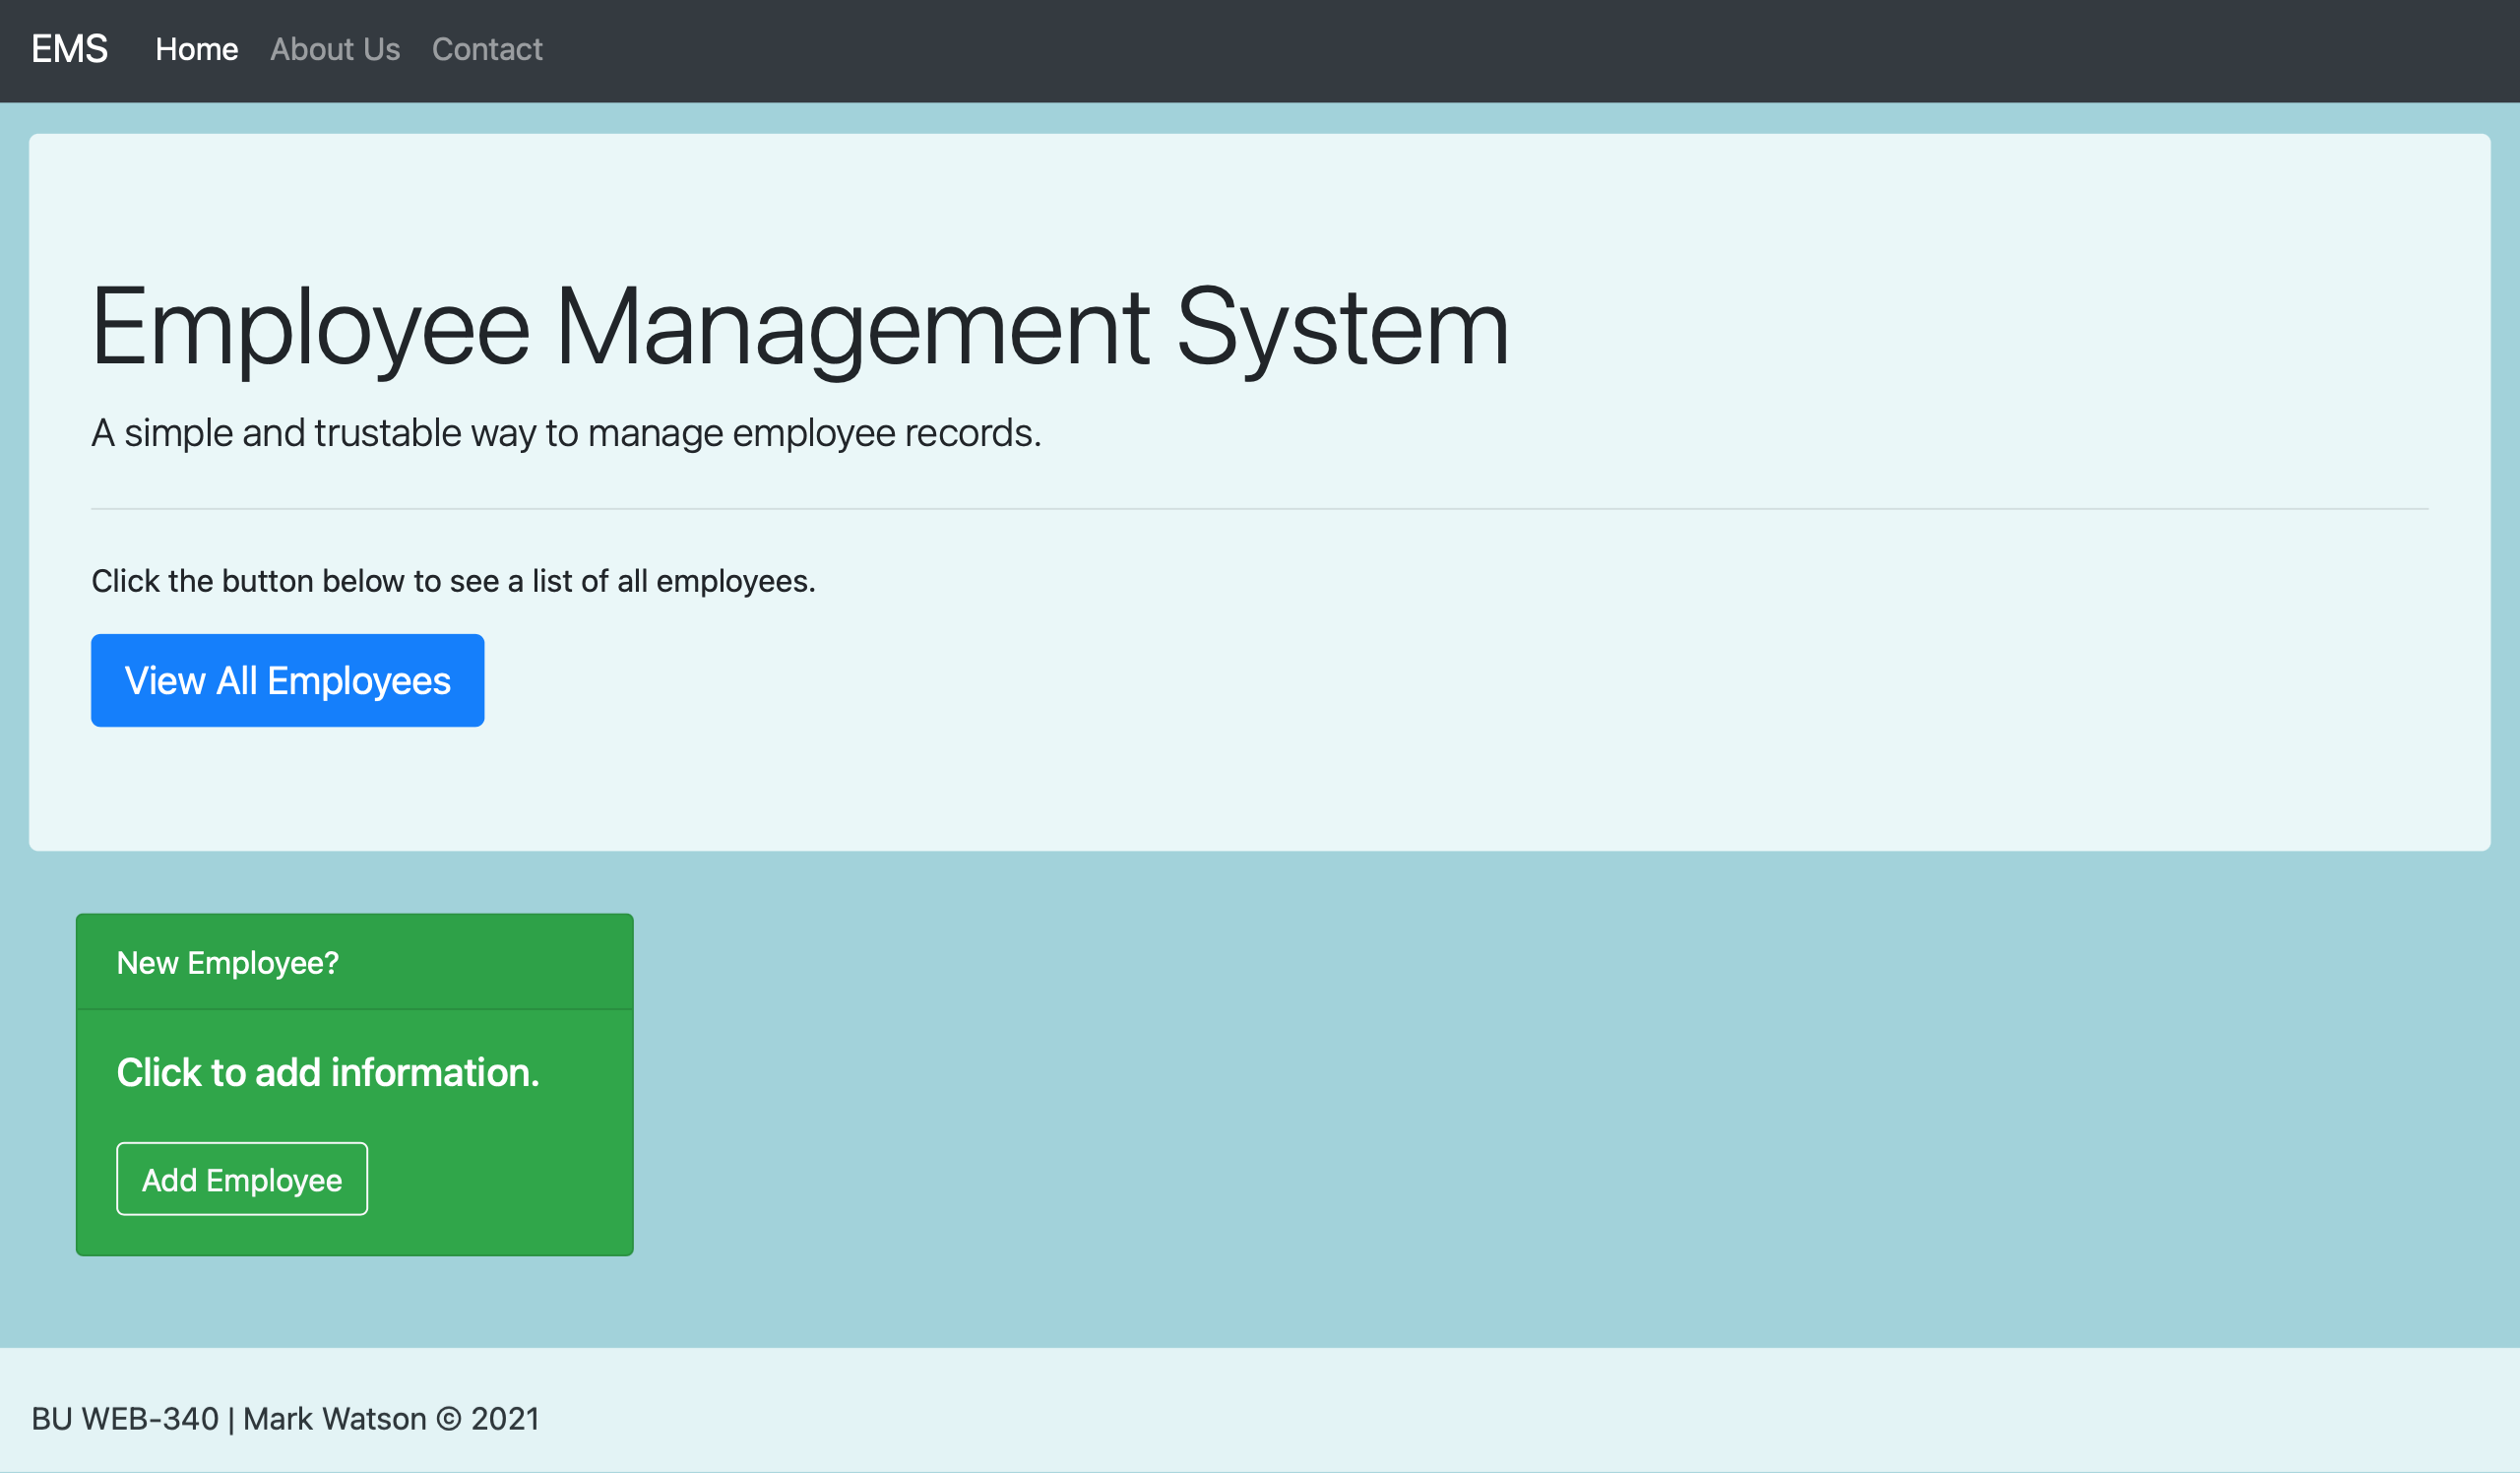 EMS Home About Us Contact
Employee Management System
A simple and trustable way to manage employee records.
Click the button below to see a list of all employees.
View All Employees
New Employee?
Click to add information.
Add Employee
BU WEB-340 | Mark Watson © 2021